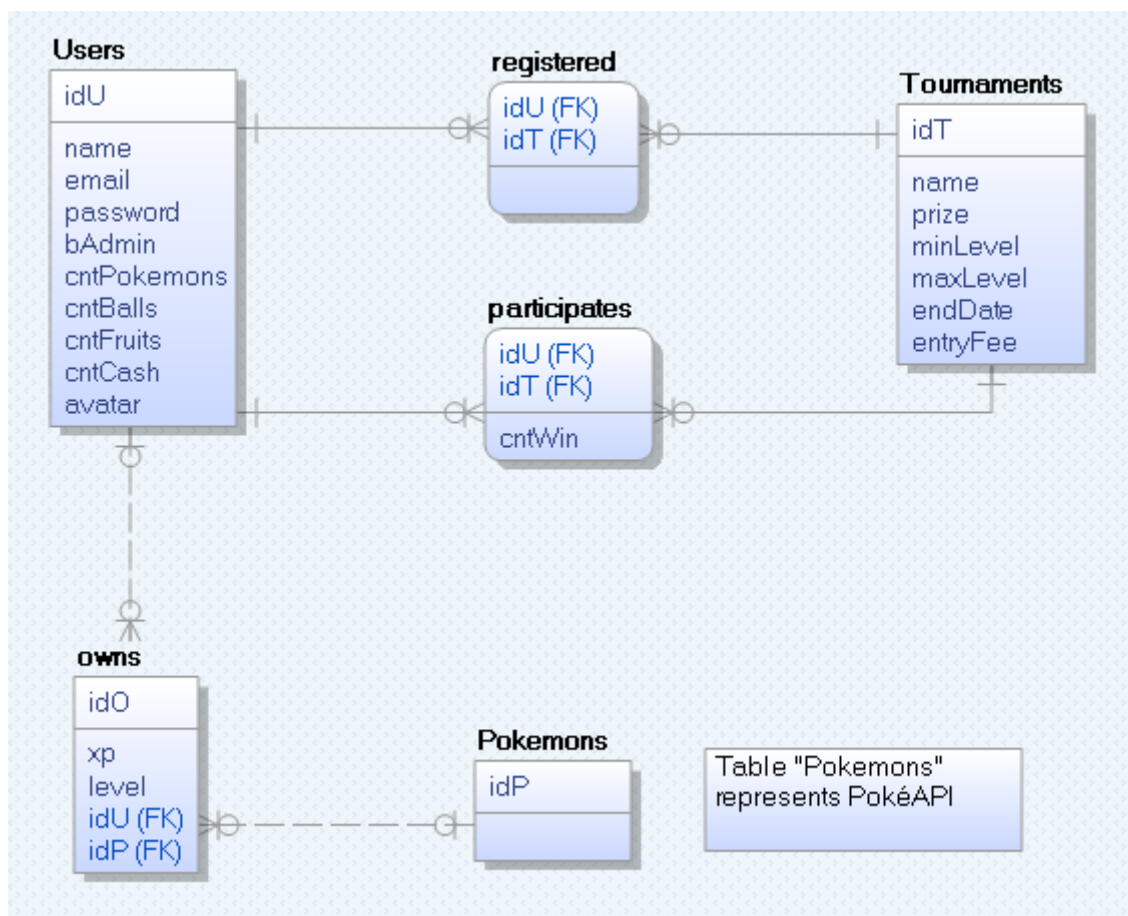 Users
idU
name
email
password
bAdmin
cntPokemons
cntBalls
cntFruits
cntCash
avatar
registered
idU (FK)
idT (FK)
Tournaments
idT
name
prize
minLevel
maxLevel
endDate
entryFee
participates
idU (FK)
idT (FK)
cntWin
owns
idO
xp
level
idU (FK)
idP (FK)
Pokemons
idP
Table "Pokemons"
represents PokéAPI